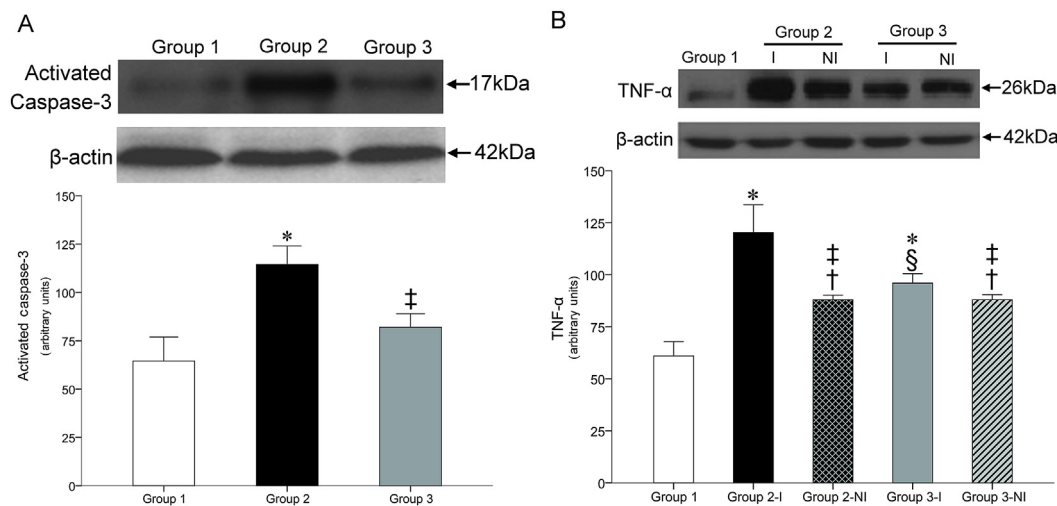 A
Group 1 Group 2 Group 3
Activated
Caspase-3
17kDa
β-actin
42kDa
150
125
100
75
50
25
0
Activated caspase-3
(arbitrary units)
*
‡
Group 1 Group 2 Group 3
B
Group 2 Group 3
Group 1 I NI I NI
TNF-α
26kDa
β-actin
42kDa
150
125
100
75
50
25
0
TNF-α
(arbitrary units)
*
‡
†
*
§
‡
†
Group 1 Group 2-I Group 2-NI Group 3-I Group 3-NI